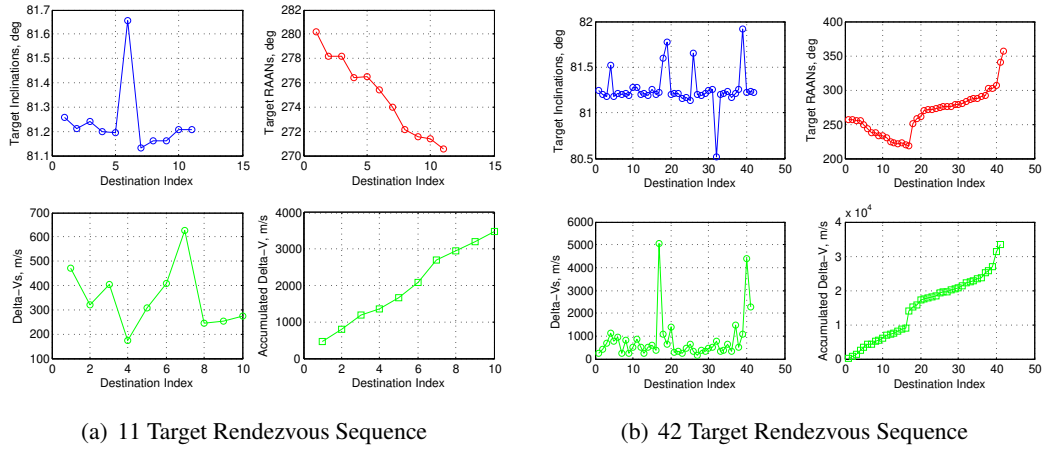 81.7
81.6
81.5
81.4
81.3
81.2
81.1
0 5 10 15
Target Inclinations, deg
Destination Index
282
280
278
276
274
272
270
0 5 10 15
Target RAANs, deg
Destination Index
82
81.5
81
80.5
0 10 20 30 40 50
Target Inclinations, deg
Destination Index
400
350
300
250
200
0 10 20 30 40 50
Target RAANs, deg
Destination Index
700
600
500
400
300
200
100
0 2 4 6 8 10
Delta-Vs, m/s
Destination Index
4000
3000
2000
1000
0
0 2 4 6 8 10
Accumulated Delta-V, m/s
Destination Index
6000
5000
4000
3000
2000
1000
0
0 10 20 30 40 50
Delta-Vs, m/s
Destination Index
x 10^4
4
3
2
1
0
0 10 20 30 40 50
Accumulated Delta-V, m/s
Destination Index
(a) 11 Target Rendezvous Sequence
(b) 42 Target Rendezvous Sequence